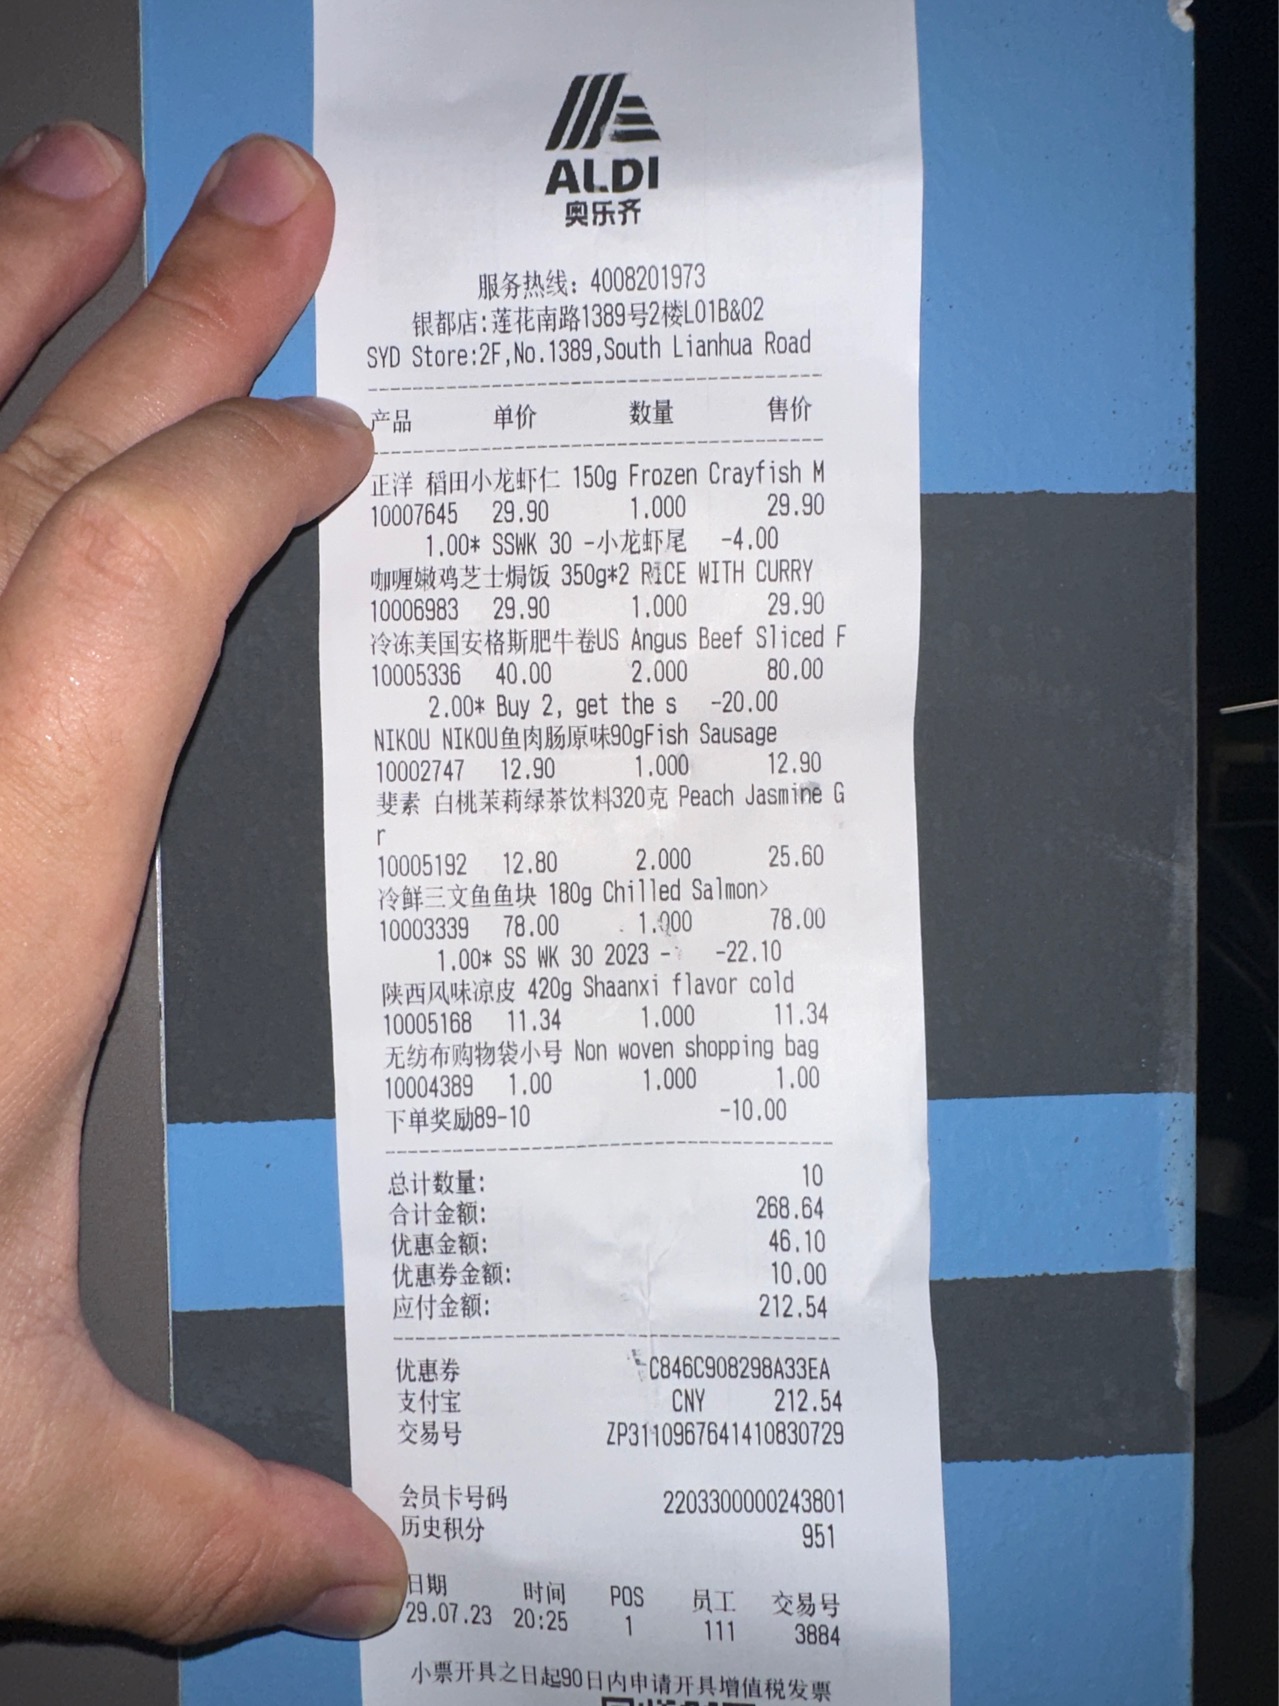 ALDI
奥乐齐
服务热线: 4008201973
银都店:莲花南路1389号2楼L01B&02
SYD Store:2F,No.1389,South Lianhua Road
产品 单价 数量 售价
正洋 稻田小龙虾仁 150g Frozen Crayfish M
10007645 29.90 1.000 29.90
1.00* SSWK 30 -小龙虾尾 -4.00
咖喱嫩鸡芝士焗饭 350g*2 RICE WITH CURRY
10006983 29.90 1.000 29.90
冷冻美国安格斯肥牛卷US Angus Beef Sliced F
10005336 40.00 2.000 80.00
2.00* Buy 2, get the s -20.00
NIKOU NIKOU鱼肉肠原味90gFish Sausage
10002747 12.90 1.000 12.90
斐素 白桃茉莉绿茶饮料320克 Peach Jasmine G
r
10005192 12.80 2.000 25.60
冷鲜三文鱼鱼块 180g Chilled Salmon>
10003339 78.00 1.000 78.00
1.00* SS WK 30 2023 - -22.10
陕西风味凉皮 420g Shaanxi flavor cold
10005168 11.34 1.000 11.34
无纺布购物袋小号 Non woven shopping bag
10004389 1.00 1.000 1.00
下单奖励89-10 -10.00
总计数量: 10
合计金额: 268.64
优惠金额: 46.10
优惠券金额: 10.00
应付金额: 212.54
优惠券 C846C908298A33EA
支付宝 CNY 212.54
交易号 ZP31109676414108307​29
会员卡号码 2203300000243801
历史积分 951
日期 时间 POS 员工 交易号
29.07.23 20:25 1 111 3884
小票开具之日起90日内申请开具增值税发票